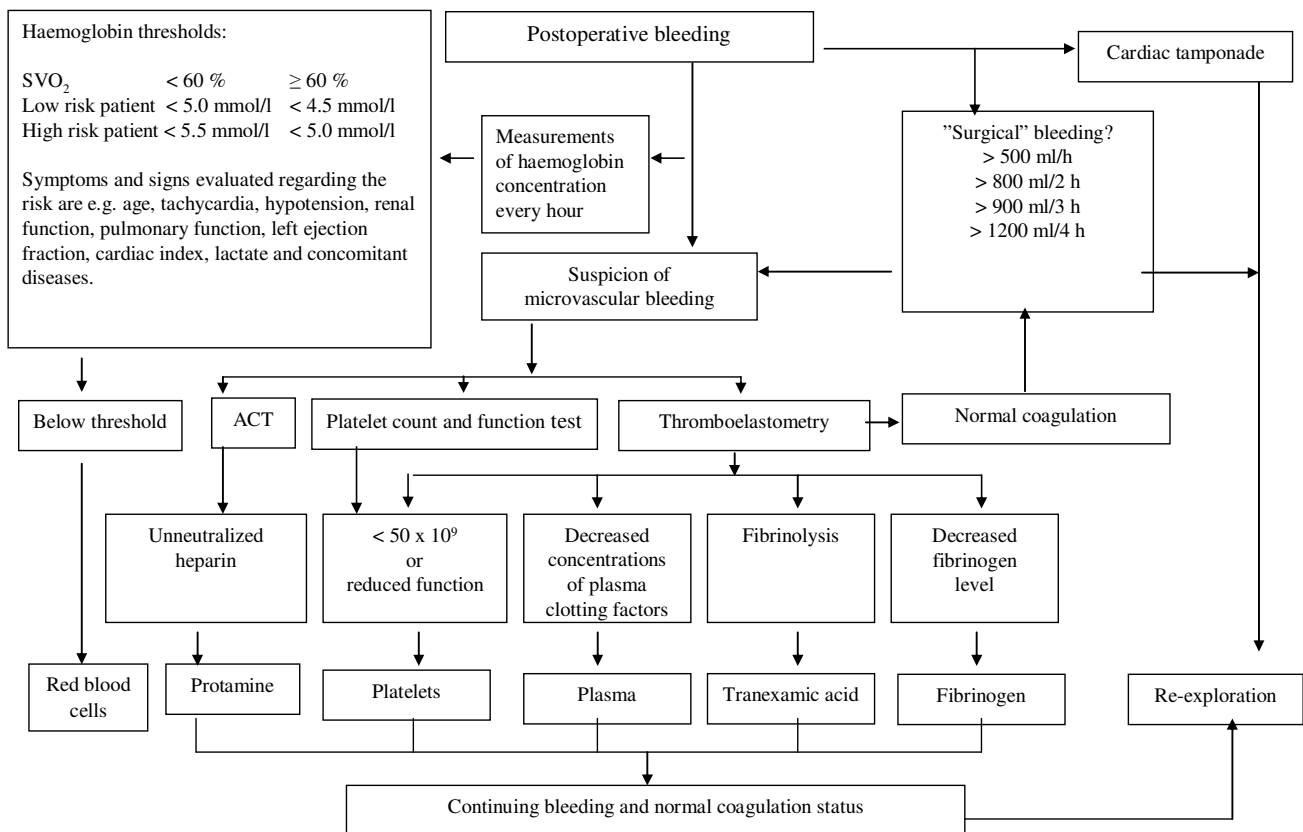 Haemoglobin thresholds:
SVO₂ < 60 % ≥ 60 %
Low risk patient < 5.0 mmol/l < 4.5 mmol/l
High risk patient < 5.5 mmol/l < 5.0 mmol/l
Symptoms and signs evaluated regarding the
risk are e.g. age, tachycardia, hypotension, renal
function, pulmonary function, left ejection
fraction, cardiac index, lactate and concomitant
diseases.
Postoperative bleeding
Cardiac tamponade
Measurements
of haemoglobin
concentration
every hour
”Surgical” bleeding?
> 500 ml/h
> 800 ml/2 h
> 900 ml/3 h
> 1200 ml/4 h
Suspicion of
microvascular bleeding
Below threshold
ACT
Platelet count and function test
Thromboelastometry
Normal coagulation
Unneutralized
heparin
< 50 x 10⁹
or
reduced function
Decreased
concentrations
of plasma
clotting factors
Fibrinolysis
Decreased
fibrinogen
level
Red blood
cells
Protamine
Platelets
Plasma
Tranexamic acid
Fibrinogen
Re-exploration
Continuing bleeding and normal coagulation status